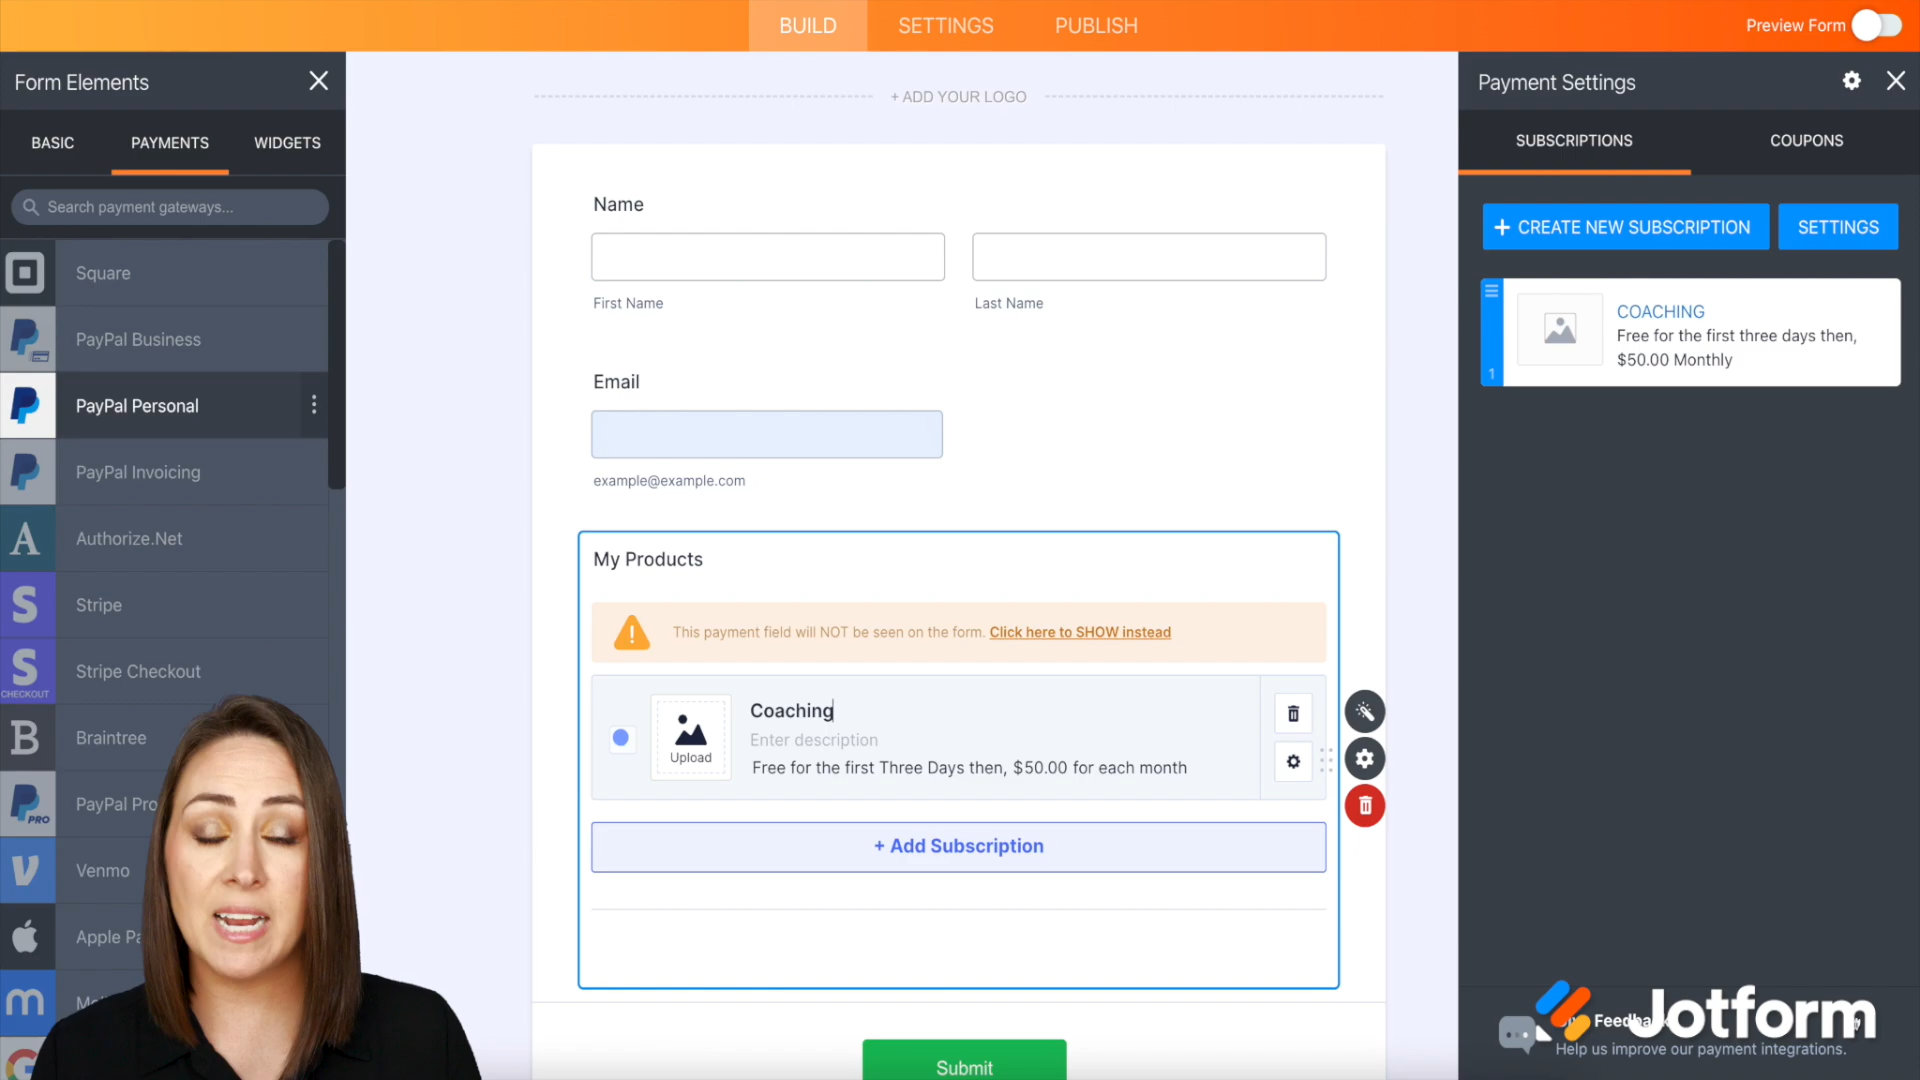 BUILD
SETTINGS
PUBLISH
Preview Form
Form Elements
BASIC
PAYMENTS
WIDGETS
Search payment gateways...
Square
PayPal Business
PayPal Personal
PayPal Invoicing
Authorize.Net
Stripe
CHECKOUT
Stripe Checkout
Braintree
PRO
PayPal Pro
Venmo
Apple Pa
+ ADD YOUR LOGO
Name
First Name
Last Name
Email
example@example.com
My Products
This payment field will NOT be seen on the form. Click here to SHOW instead
Upload
Coaching
Enter description
Free for the first Three Days then, $50.00 for each month
+ Add Subscription
Submit
Payment Settings
SUBSCRIPTIONS
COUPONS
+ CREATE NEW SUBSCRIPTION
SETTINGS
1
COACHING
Free for the first three days then,
$50.00 Monthly
Jotform
Help us improve our payment integrations.